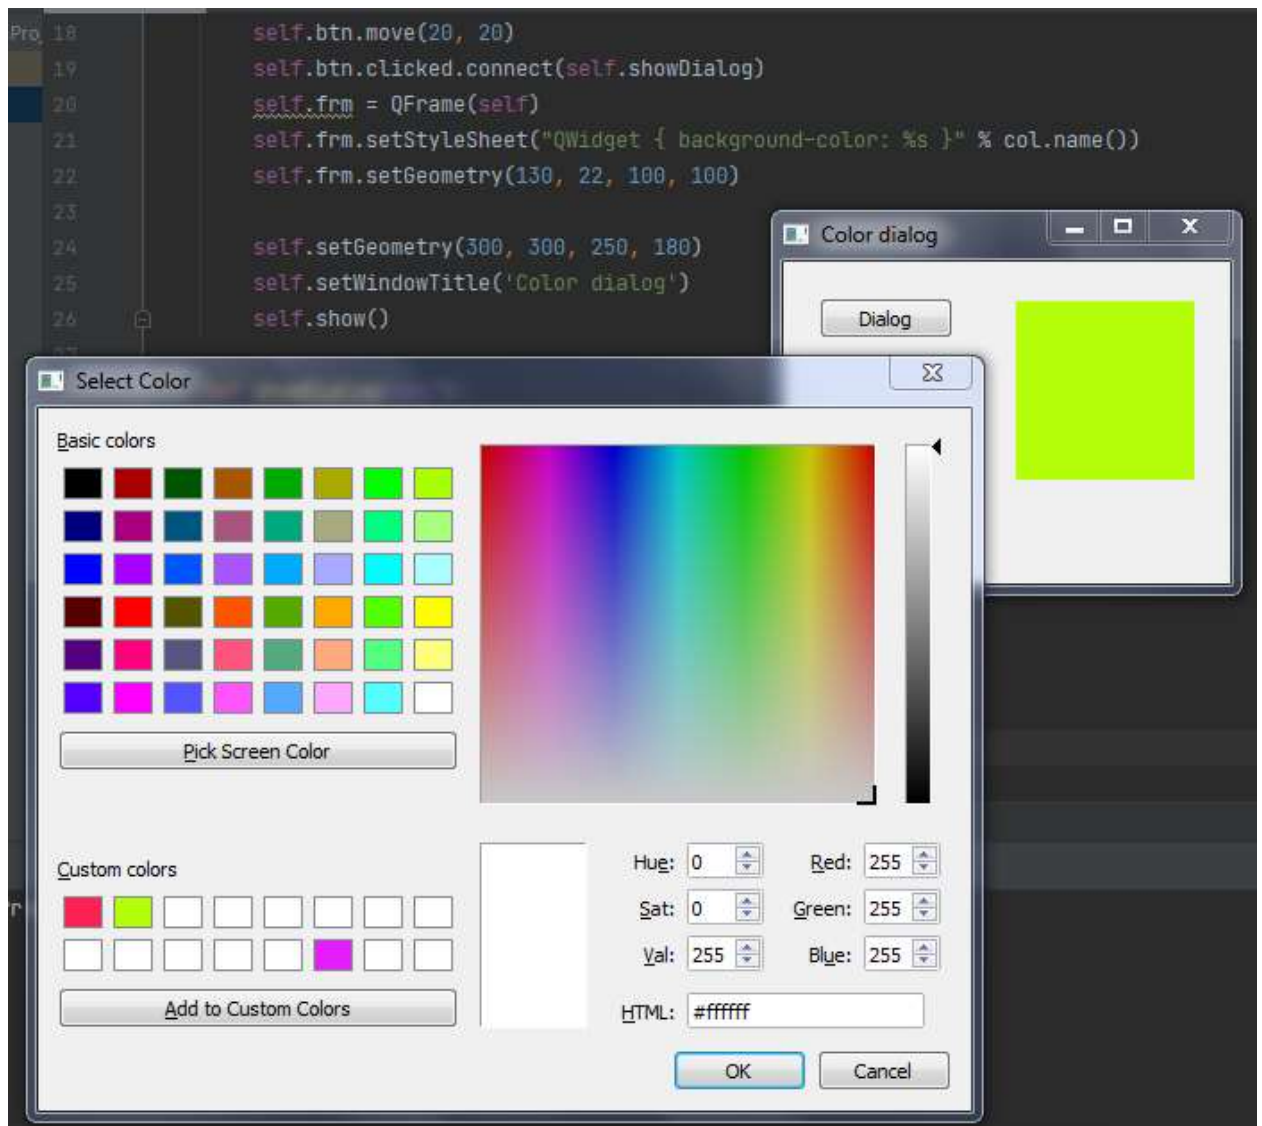 Pro
18 self.btn.move(20, 20)
19 self.btn.clicked.connect(self.showDialog)
20 self.frm = QFrame(self)
21 self.frm.setStyleSheet("QWidget { background-color: %s }" % col.name())
22 self.frm.setGeometry(130, 22, 100, 100)
23
24 self.setGeometry(300, 300, 250, 180)
25 self.setWindowTitle('Color dialog')
26 self.show()
Color dialog
Dialog
Select Color
Basic colors
Pick Screen Color
Custom colors
Add to Custom Colors
Hue: 0 Red: 255
Sat: 0 Green: 255
Val: 255 Blue: 255
HTML: #ffffff
OK Cancel